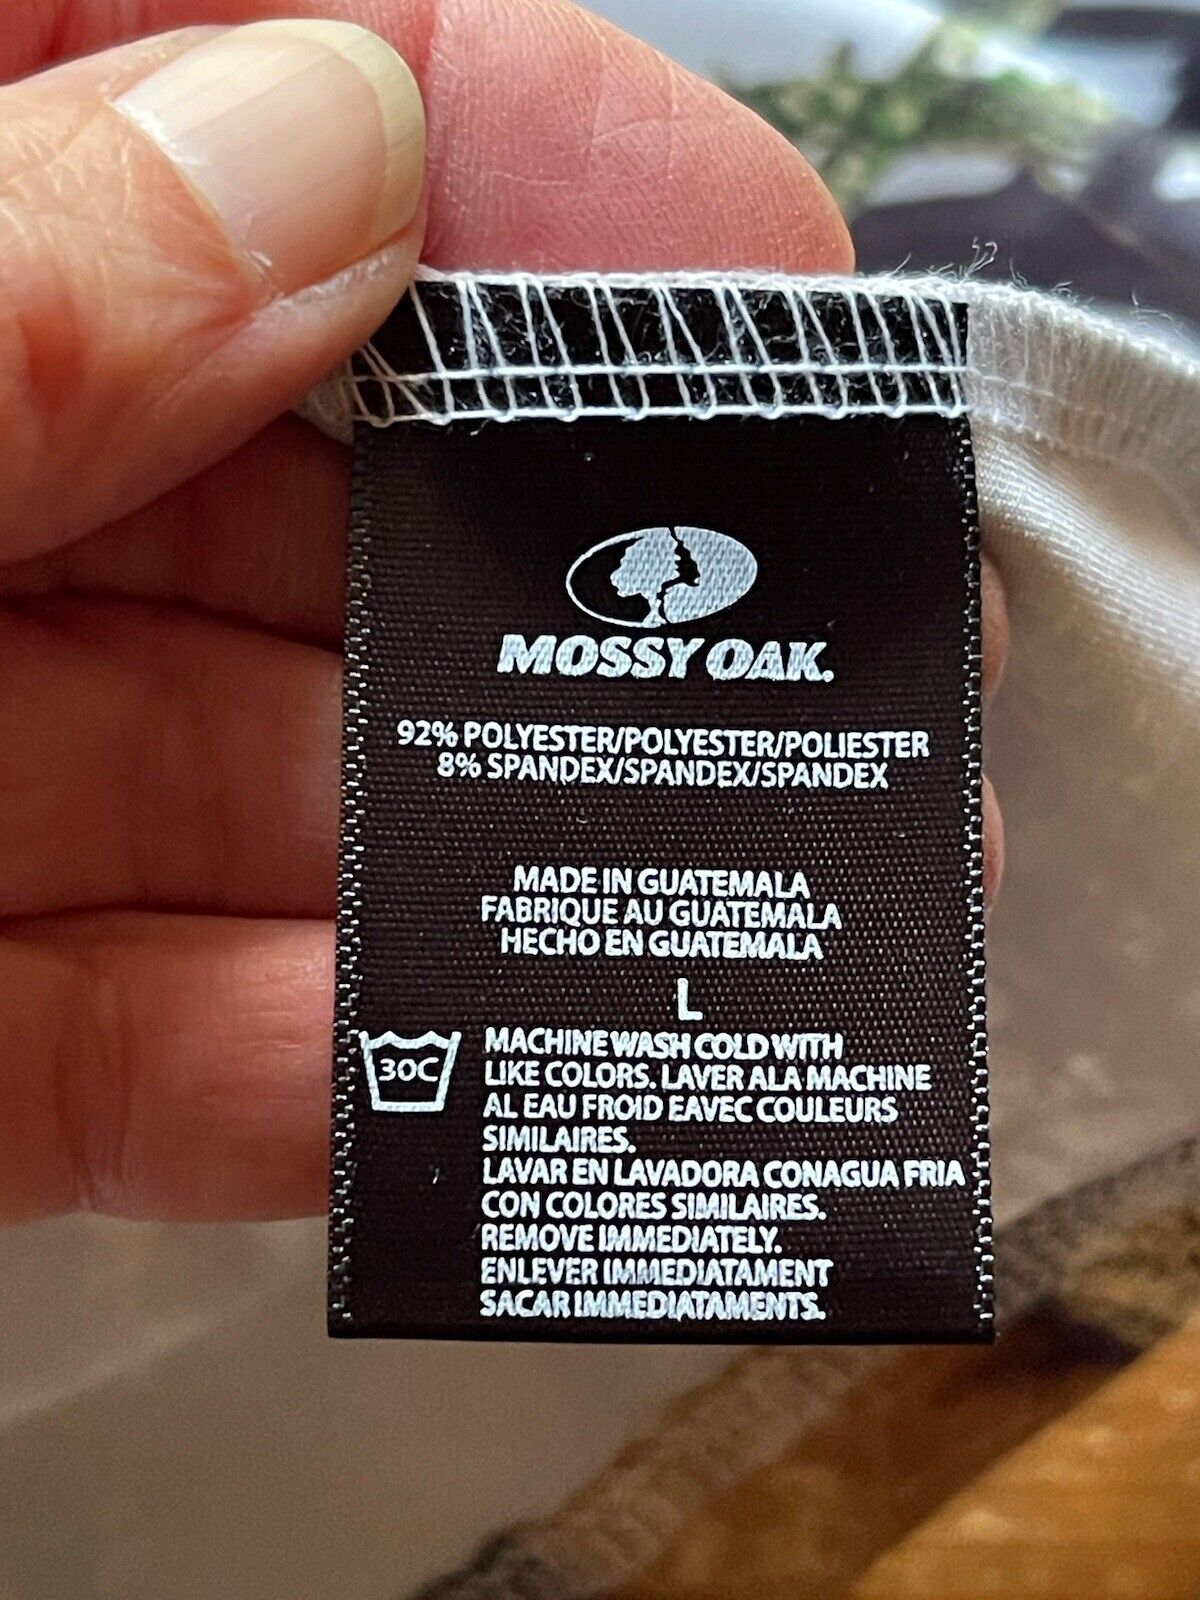 MOSSY OAK.
92% POLYESTER/POLYESTER/POLIESTER
8% SPANDEX/SPANDEX/SPANDEX
MADE IN GUATEMALA
FABRIQUE AU GUATEMALA
HECHO EN GUATEMALA
L
30C
MACHINE WASH COLD WITH
LIKE COLORS. LAVER ALA MACHINE
AL EAU FROID EAVEC COULEURS
SIMILAIRES.
LAVAR EN LAVADORA CONAGUA FRIA
CON COLORES SIMILAIRES.
REMOVE IMMEDIATELY.
ENLEVER IMMEDIATAMENT
SACAR IMMEDIATAMENTS.